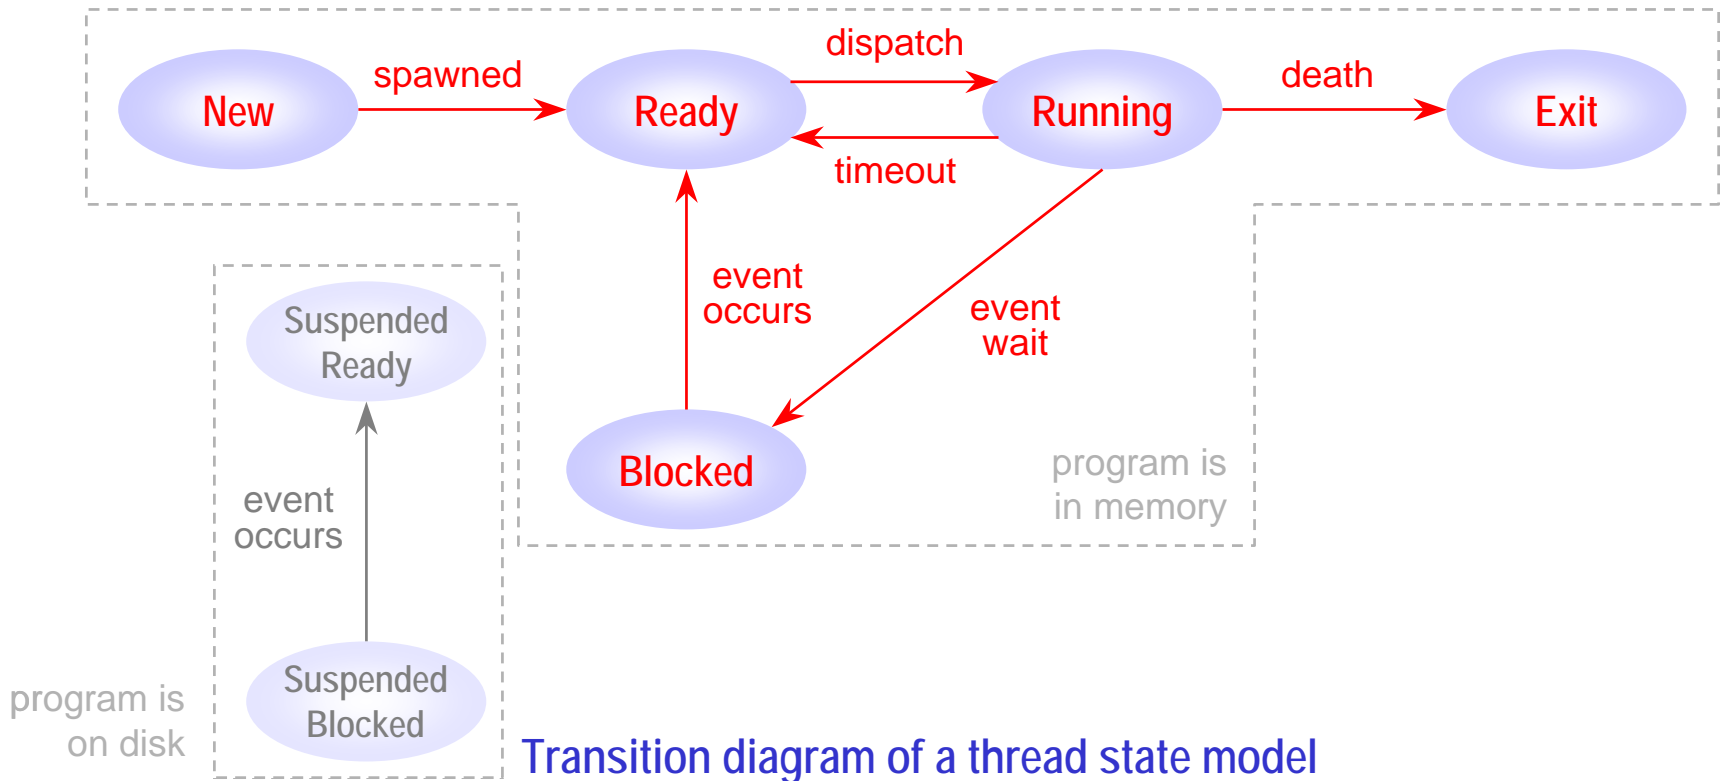 dispatch
spawned
death
New
Ready
Running
Exit
timeout
event
occurs
event
wait
Suspended
Ready
Blocked
program is
in memory
event
occurs
Suspended
Blocked
program is
on disk
Transition diagram of a thread state model